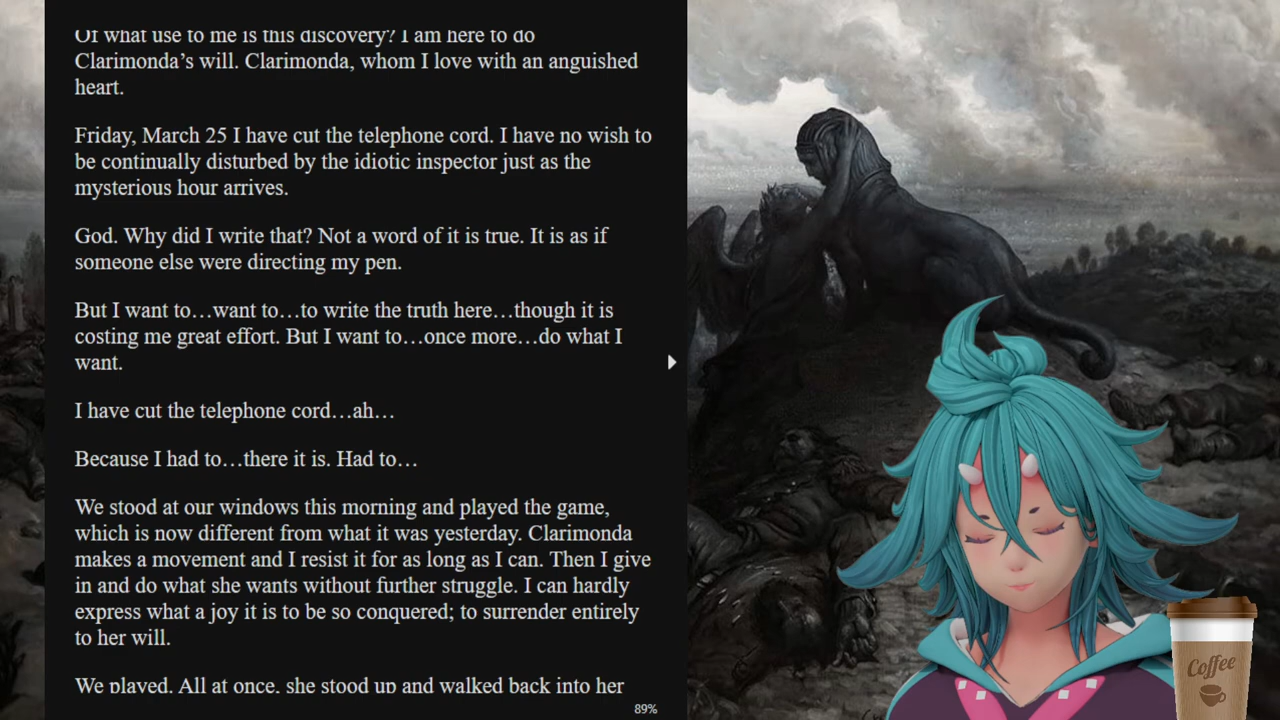 Of what use to me is this discovery? I am here to do
Clarimonda’s will. Clarimonda, whom I love with an anguished
heart.
Friday, March 25 I have cut the telephone cord. I have no wish to
be continually disturbed by the idiotic inspector just as the
mysterious hour arrives.
God. Why did I write that? Not a word of it is true. It is as if
someone else were directing my pen.
But I want to…want to…to write the truth here…though it is
costing me great effort. But I want to…once more…do what I
want.
I have cut the telephone cord…ah…
Because I had to…there it is. Had to…
We stood at our windows this morning and played the game,
which is now different from what it was yesterday. Clarimonda
makes a movement and I resist it for as long as I can. Then I give
in and do what she wants without further struggle. I can hardly
express what a joy it is to be so conquered; to surrender entirely
to her will.
We played. All at once, she stood up and walked back into her
89%
Coffee